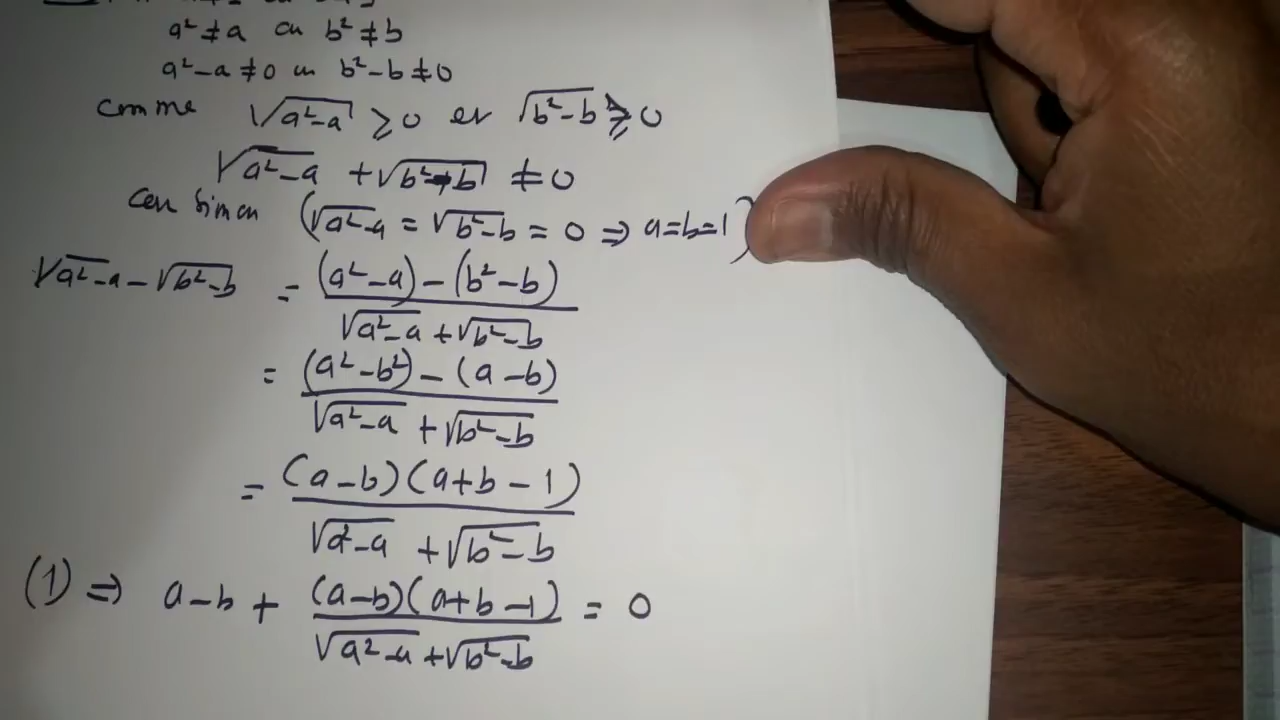 a² ≠ a ou b² ≠ b
a² - a ≠ 0 ou b² - b ≠ 0
comme √(a²-a) ≥ 0 et √(b²-b) ≥ 0
√(a²-a) + √(b²-b) ≠ 0
car sinon (√(a²-a) = √(b²-b) = 0 ⇒ a=b=1)
√(a²-a) - √(b²-b) = ((a²-a) - (b²-b)) / (√(a²-a) + √(b²-b))
= ((a²-b²) - (a-b)) / (√(a²-a) + √(b²-b))
= (a-b)(a+b-1) / (√(a²-a) + √(b²-b))
(1) ⇒ a-b + (a-b)(a+b-1) / (√(a²-a) + √(b²-b)) = 0